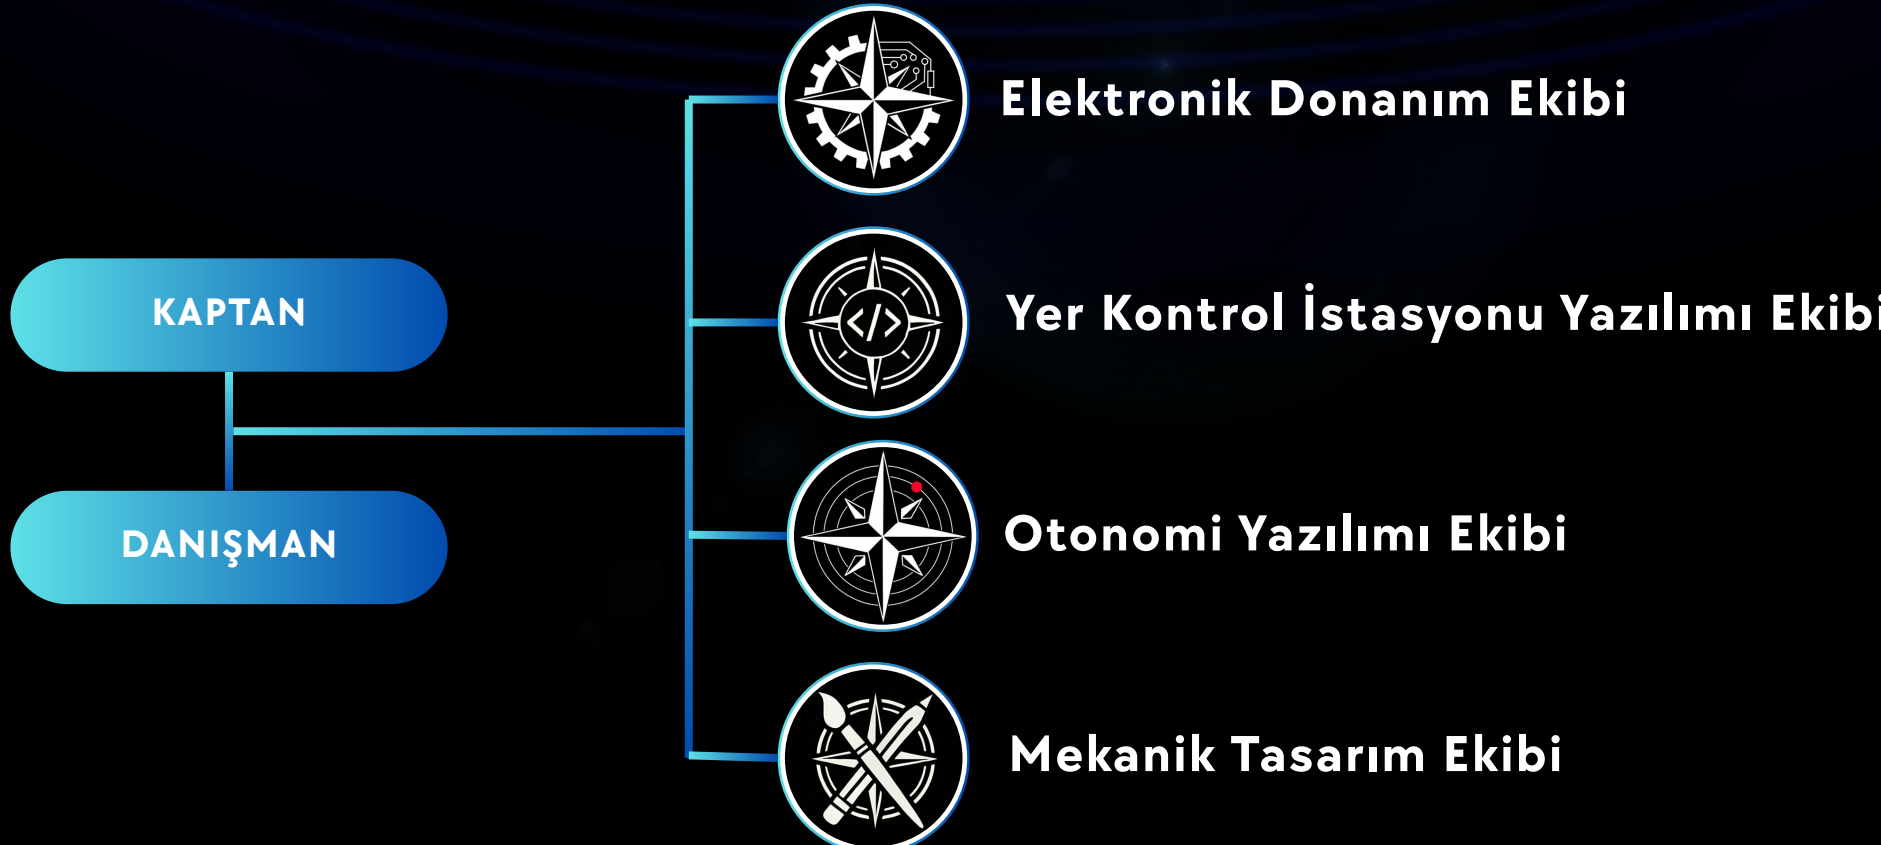 Elektronik Donanım Ekibi
KAPTAN
Yer Kontrol İstasyonu Yazılımı Ekibi
</>
DANIŞMAN
Otonomi Yazılımı Ekibi
Mekanik Tasarım Ekibi